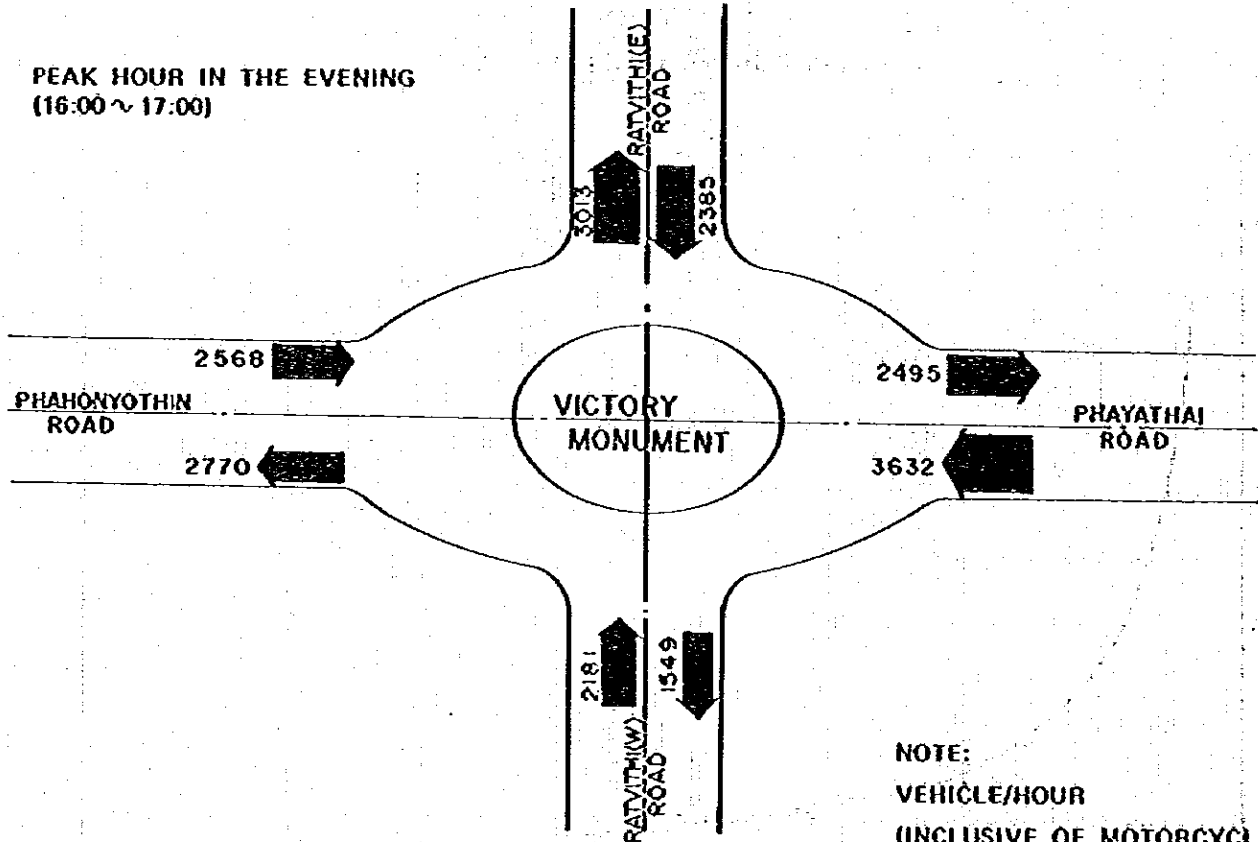 PEAK HOUR IN THE EVENING
(16:00 ~ 17:00)
RATVITHI(E)
ROAD
3013
2385
2568
2495
PHAHONYOTHIN
ROAD
VICTORY
MONUMENT
PHAYATHAI
ROAD
2770
3632
2181
1549
RATVITHI(W)
ROAD
NOTE:
VEHICLE/HOUR
(INCLUSIVE OF MOTORCYCL